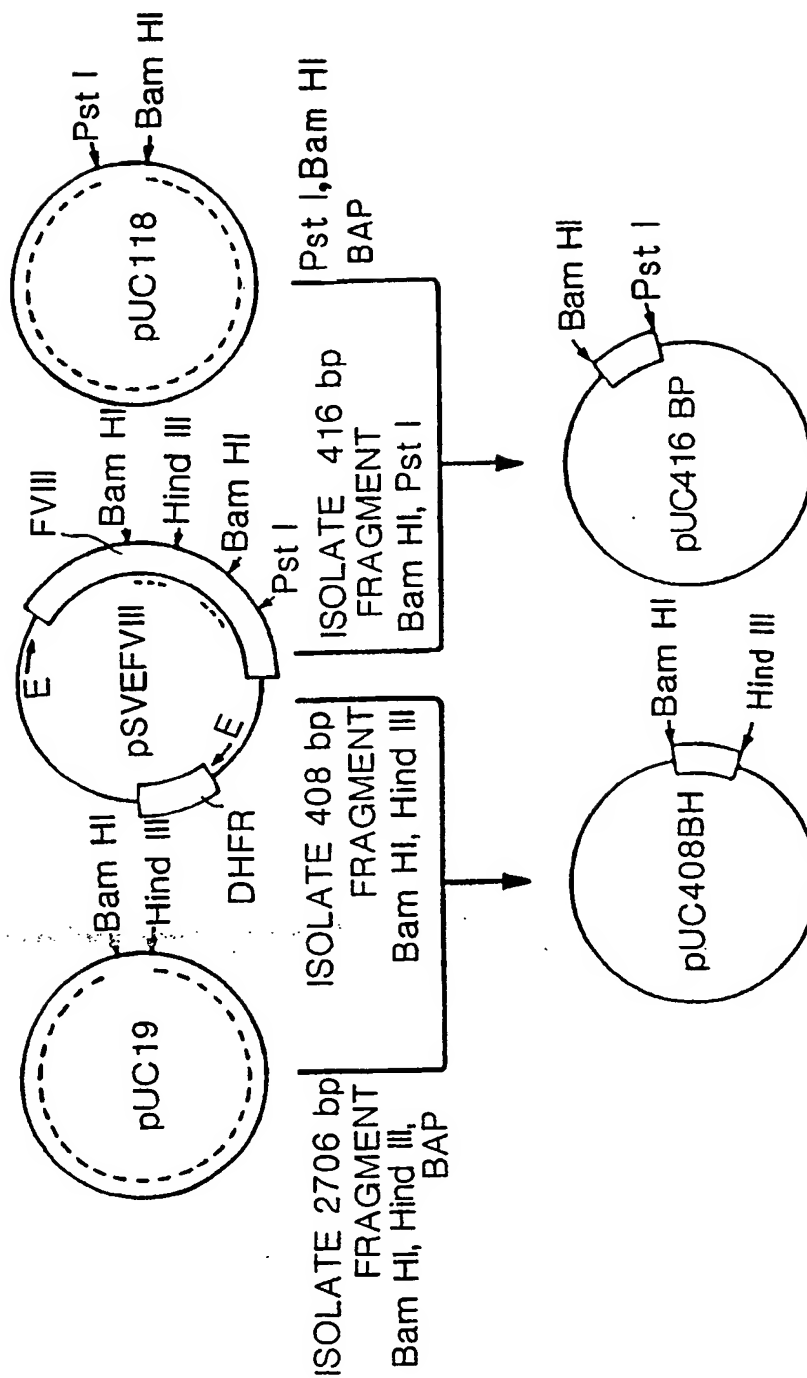 pUC19
Bam HI
Hind III
pSVEFVIII
E
E
DHFR
FVIII
Bam HI
Hind III
Bam HI
Pst I
pUC118
Pst I
Bam HI
ISOLATE 2706 bp
FRAGMENT
Bam HI, Hind III,
BAP
ISOLATE 408 bp
FRAGMENT
Bam HI, Hind III
ISOLATE 416 bp
FRAGMENT
Bam HI, Pst I
Pst I,Bam HI
BAP
pUC408BH
Bam HI
Hind III
pUC416 BP
Bam HI
Pst I